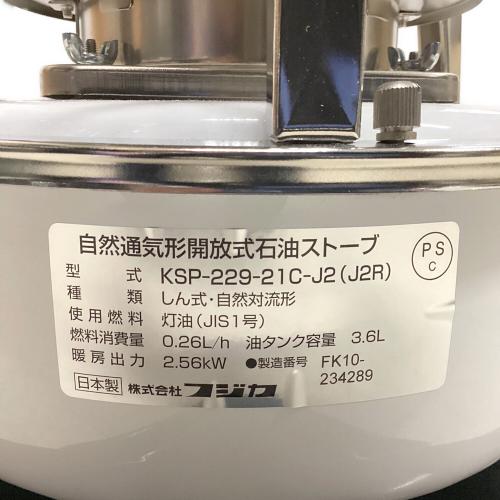 自然通気形開放式石油ストーブ
型式 KSP-229-21C-J2(J2R)
種類 しん式・自然対流形
使用燃料 灯油(JIS1号)
燃料消費量 0.26L/h 油タンク容量 3.6L
暖房出力 2.56kW ●製造番号 FK10-
234289
日本製 株式会社フジカ
PS
C